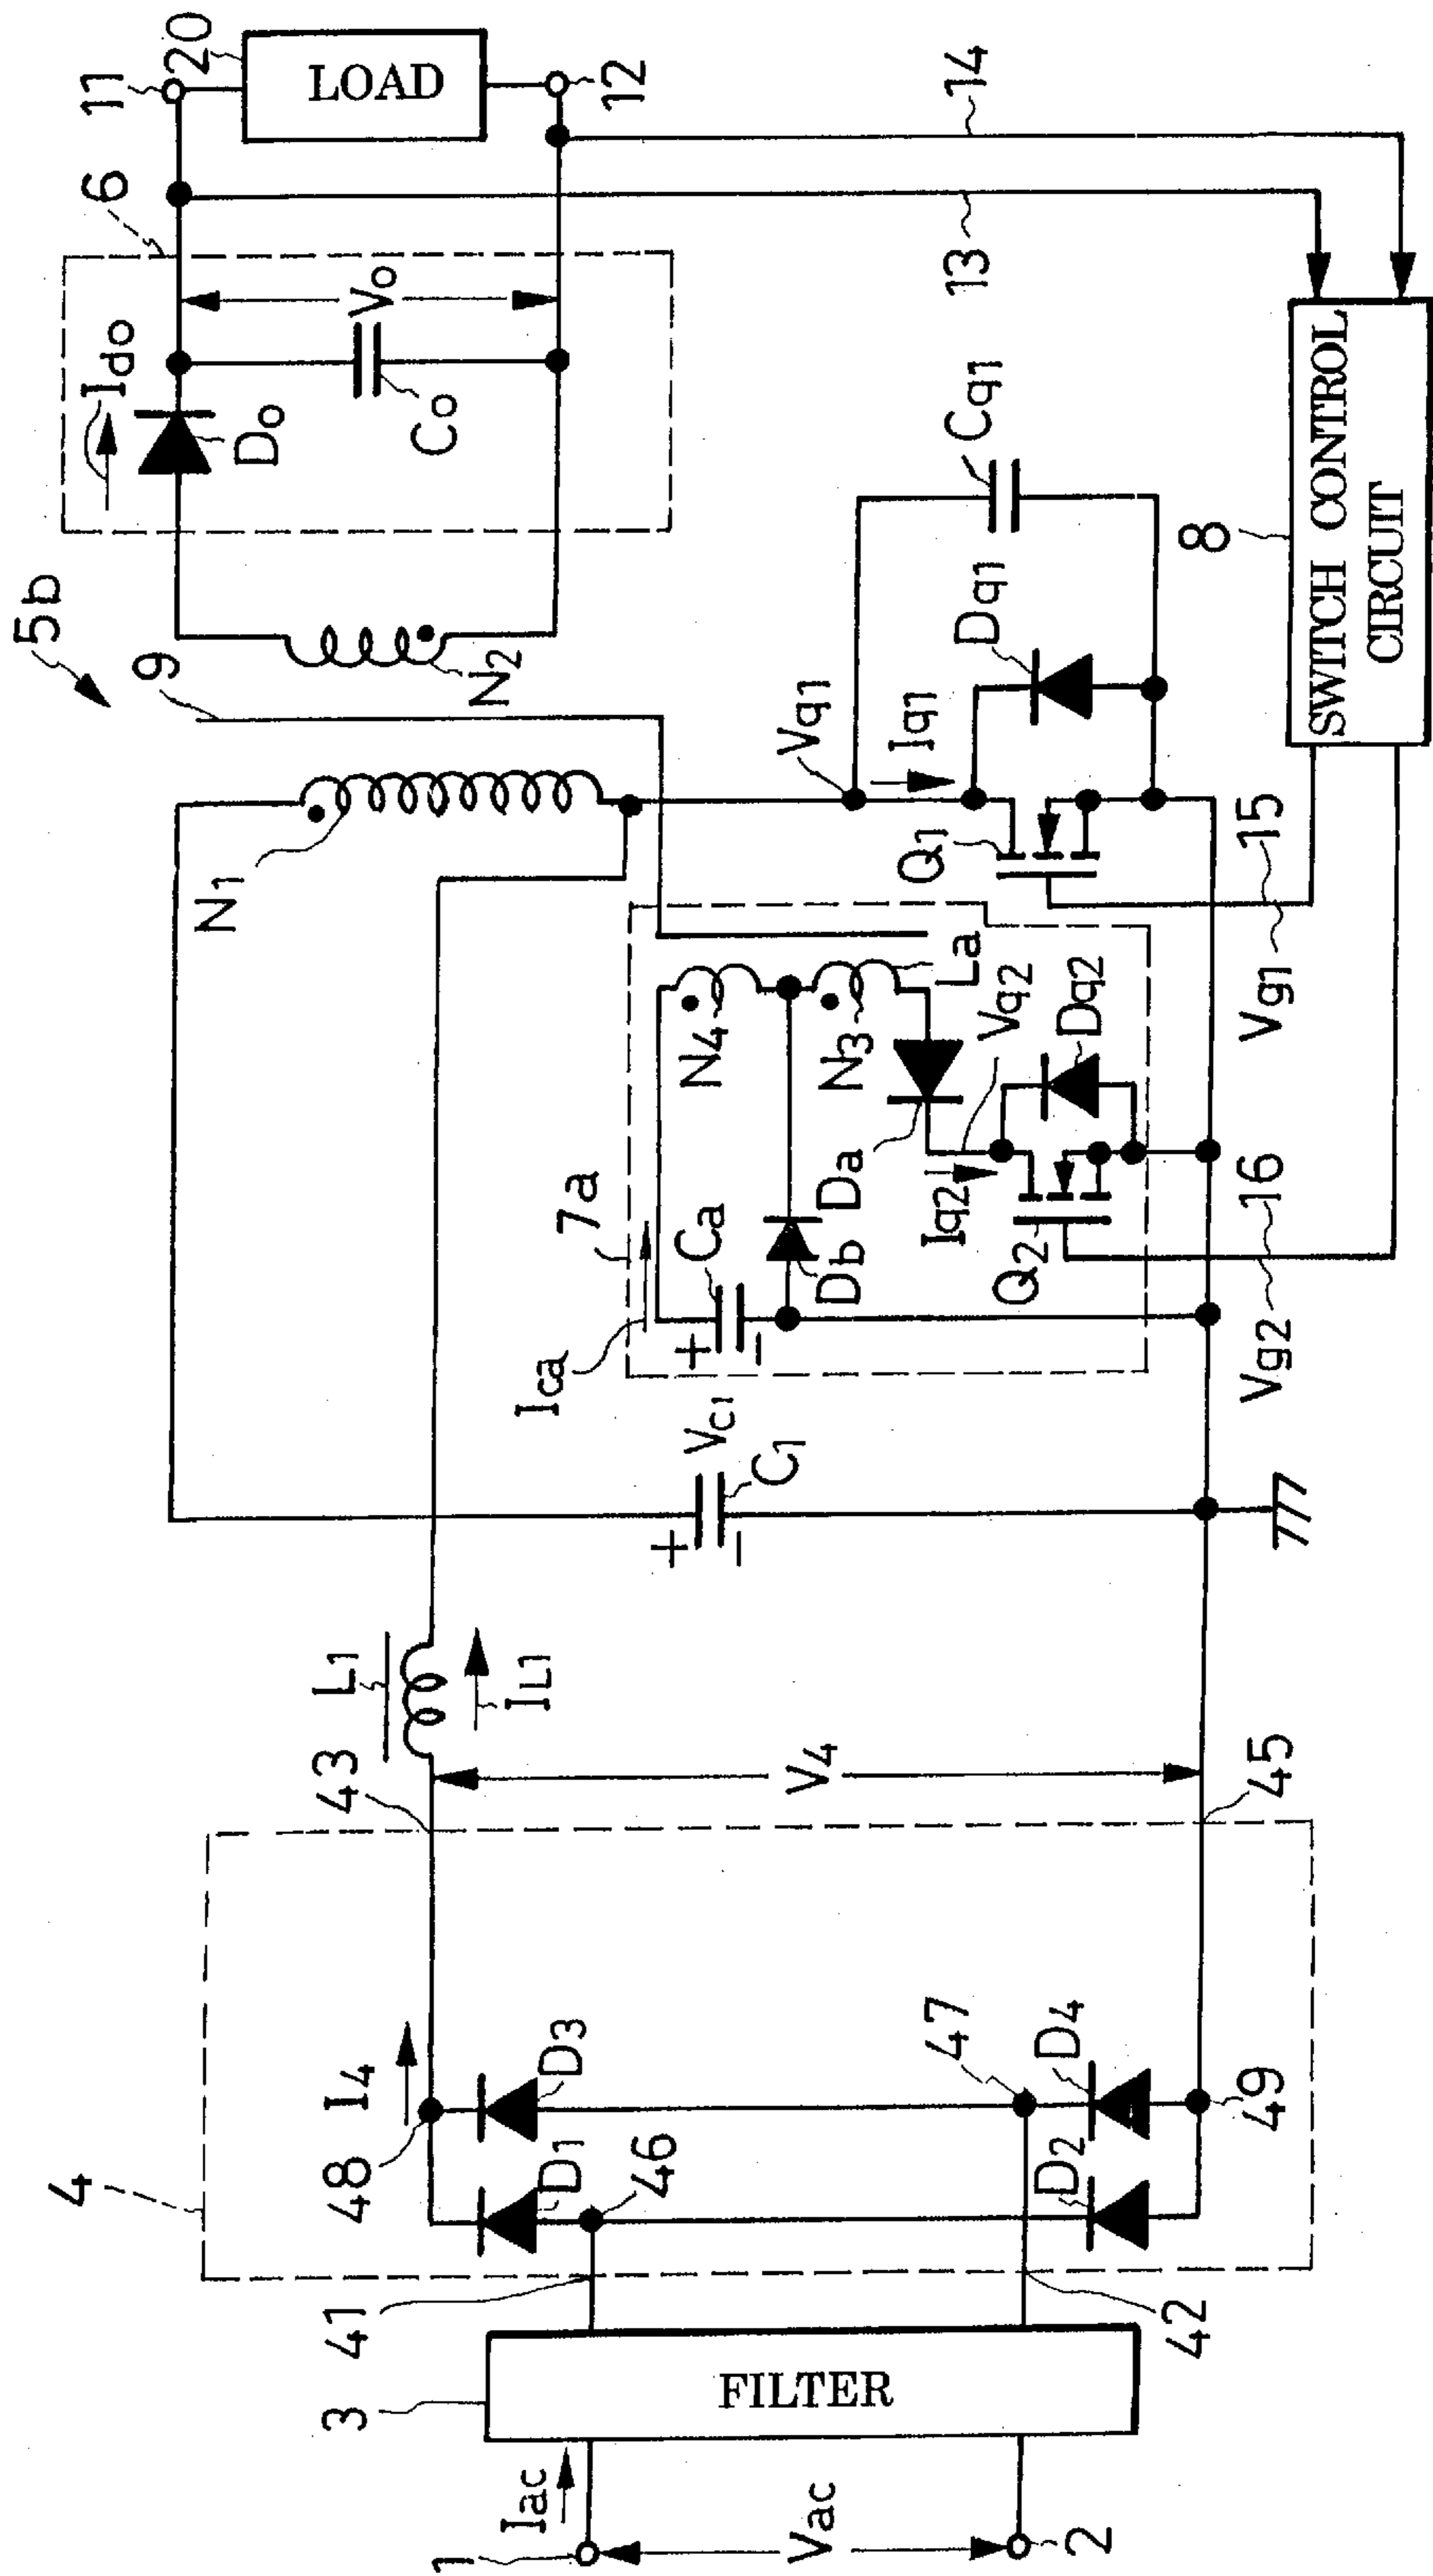 5b
4
48
I4
43
L1
IL1
N1
9
N2
Ido
Do
6
Co
Vo
11
20
LOAD
12
3
41
FILTER
42
1
Iac
Vac
2
D1
D3
46
47
D2
D4
49
V4
45
+
−
VC1
C1
Ica
7a
+
−
Ca
Db
Da
N4
N3
La
Iq2
Vq2
Q2
Dq2
Vq1
Iq1
Q1
Dq1
Cq1
13
14
Vg2
16
Vg1
15
8
SWITCH CONTROL
CIRCUIT